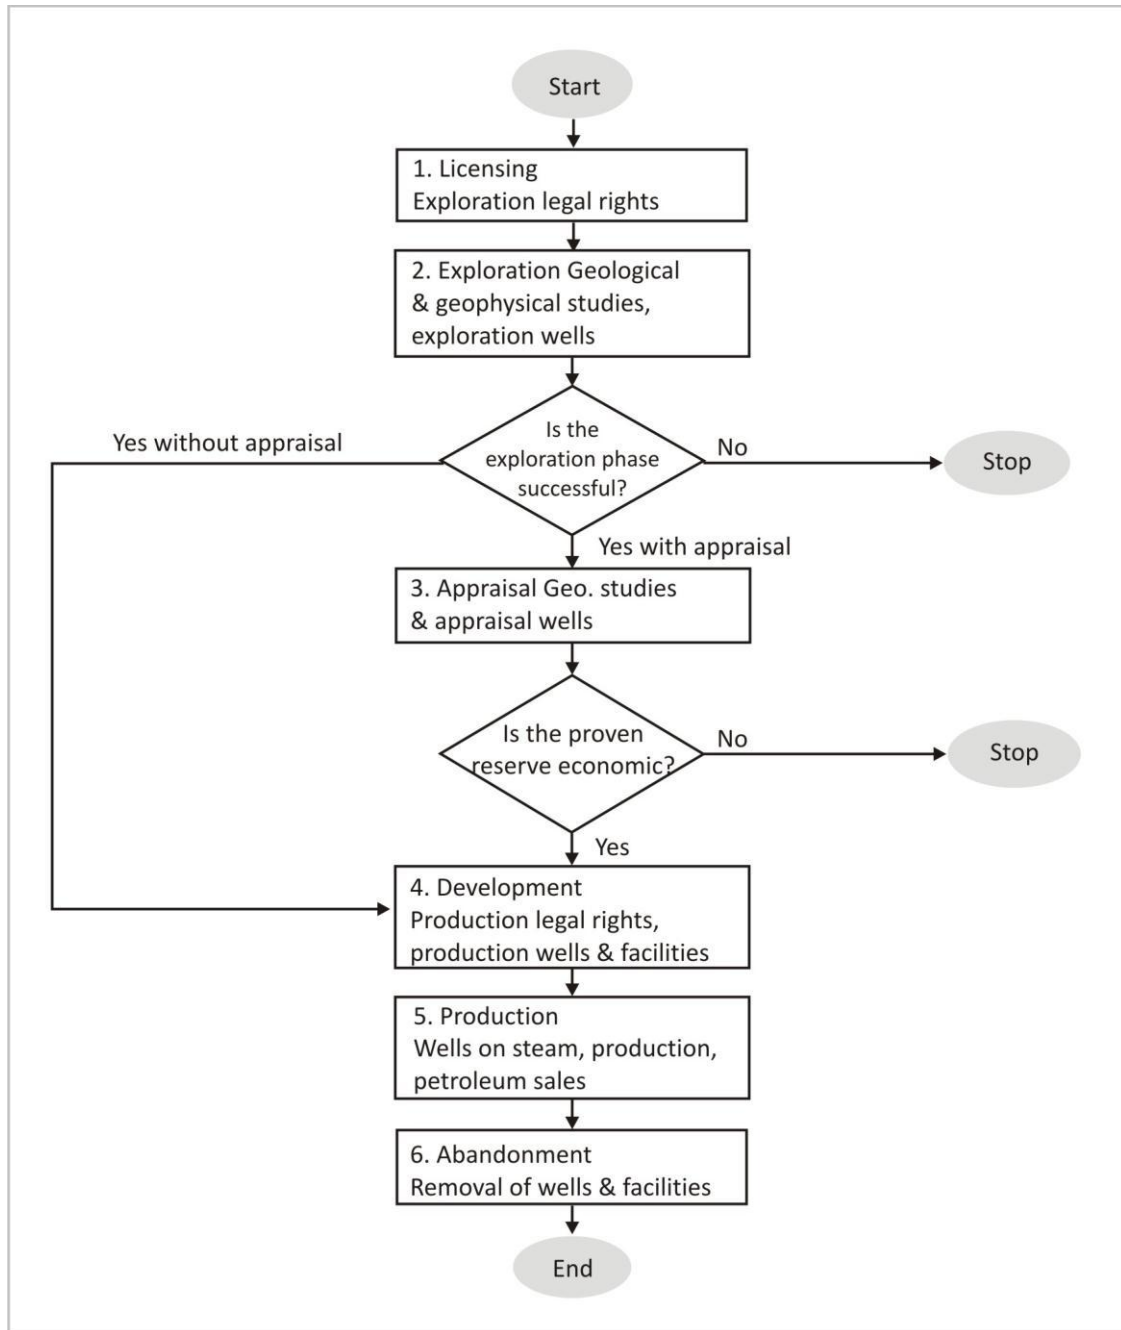 Start
1. Licensing
Exploration legal rights
2. Exploration Geological
& geophysical studies,
exploration wells
Is the
exploration phase
successful?
Yes without appraisal
No
Stop
Yes with appraisal
3. Appraisal Geo. studies
& appraisal wells
Is the proven
reserve economic?
No
Stop
Yes
4. Development
Production legal rights,
production wells & facilities
5. Production
Wells on steam, production,
petroleum sales
6. Abandonment
Removal of wells & facilities
End